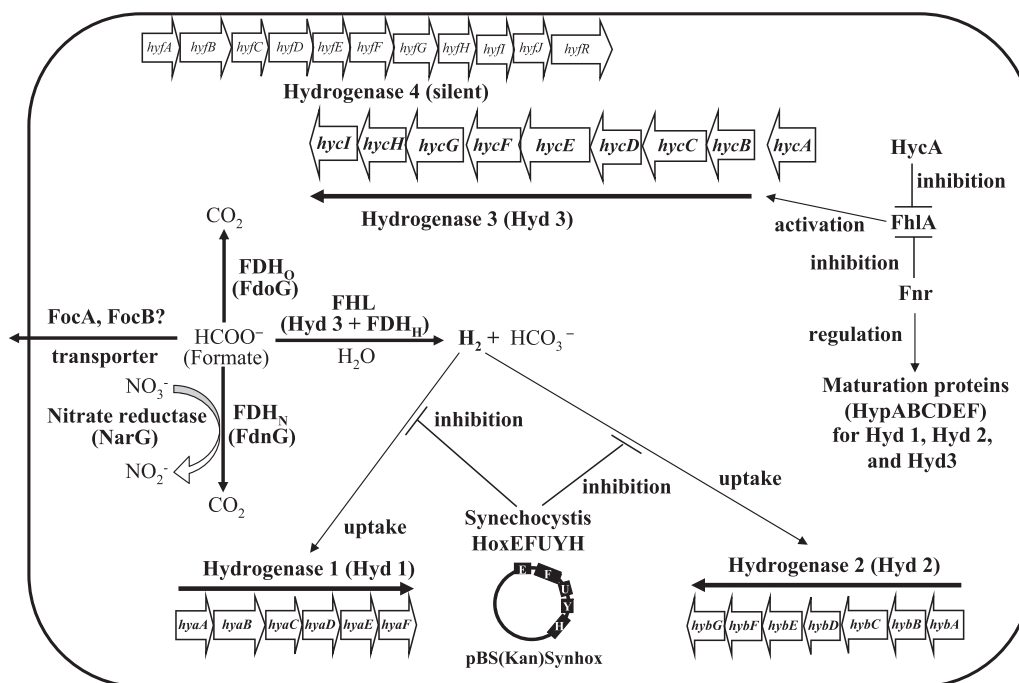 hyfA hyfB hyfC hyfD hyfE hyfF hyfG hyfH hyfI hyfJ hyfR
Hydrogenase 4 (silent)
hycI hycH hycG hycF hycE hycD hycC hycB hycA
Hydrogenase 3 (Hyd 3)
HycA
inhibition
activation
FhlA
inhibition
Fnr
regulation
Maturation proteins
(HypABCDEF)
for Hyd 1, Hyd 2,
and Hyd3
CO₂
FDH_O
(FdoG)
FocA, FocB?
transporter
HCOO⁻
(Formate)
FHL
(Hyd 3 + FDH_H)
H₂O
H₂ + HCO₃⁻
NO₃⁻
Nitrate reductase
(NarG)
NO₂⁻
FDH_N
(FdnG)
CO₂
inhibition
inhibition
uptake
uptake
Synechocystis
HoxEFUYH
Hydrogenase 1 (Hyd 1)
hyaA hyaB hyaC hyaD hyaE hyaF
E F U Y H
pBS(Kan)Synhox
Hydrogenase 2 (Hyd 2)
hybG hybF hybE hybD hybC hybB hybA